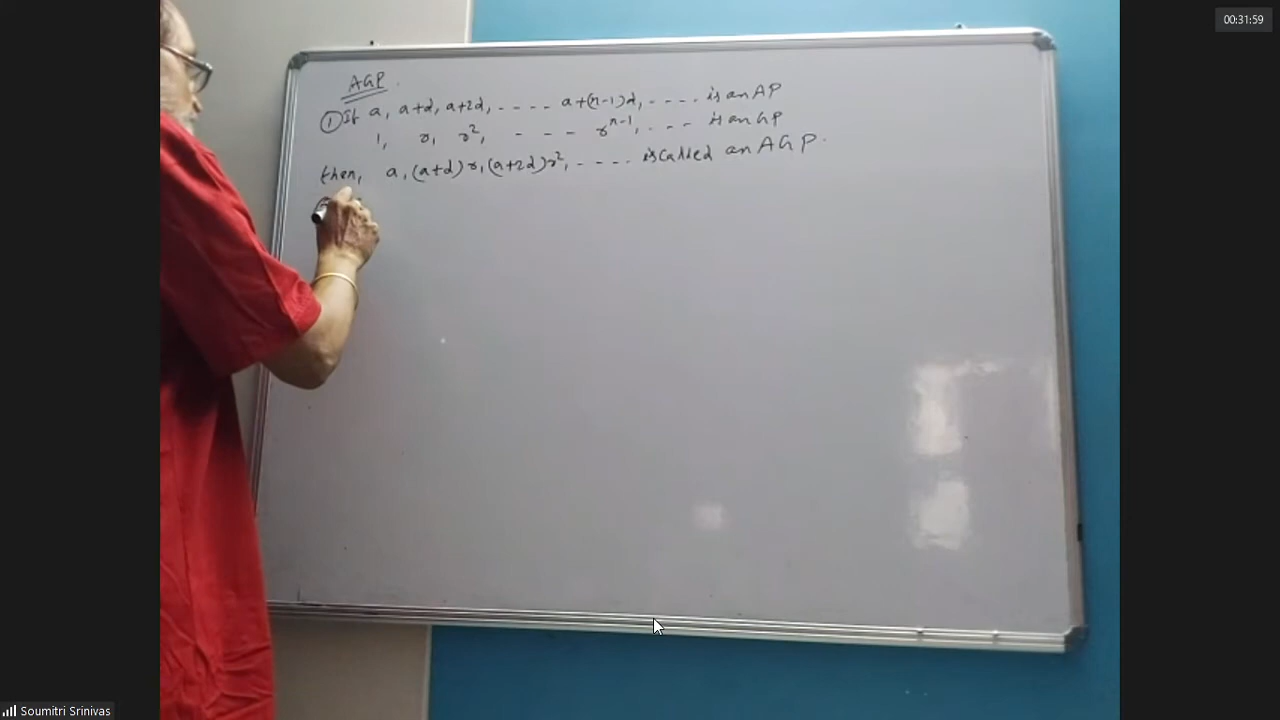 00:31:59
AGP.
① If a, a+d, a+2d, ---- a+(n-1)d, ---- is an AP
1, r, r², - - - rⁿ⁻¹, --- is an GP
then, a, (a+d)r, (a+2d)r², ---- is called an AGP.
Soumitri Srinivas